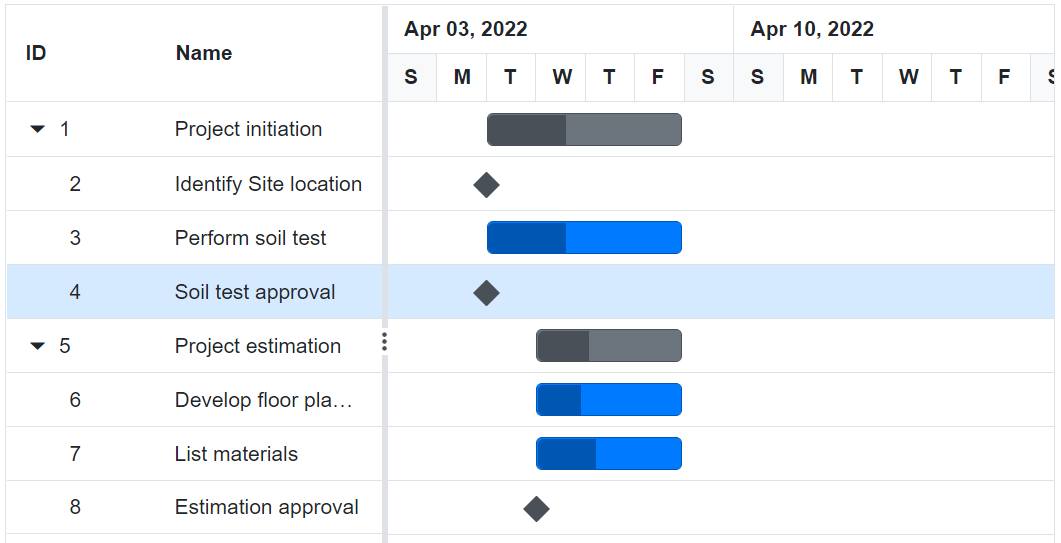 ID Name Apr 03, 2022 Apr 10, 2022
S M T W T F S S M T W T F S
1 Project initiation
2 Identify Site location
3 Perform soil test
4 Soil test approval
5 Project estimation
6 Develop floor pla…
7 List materials
8 Estimation approval